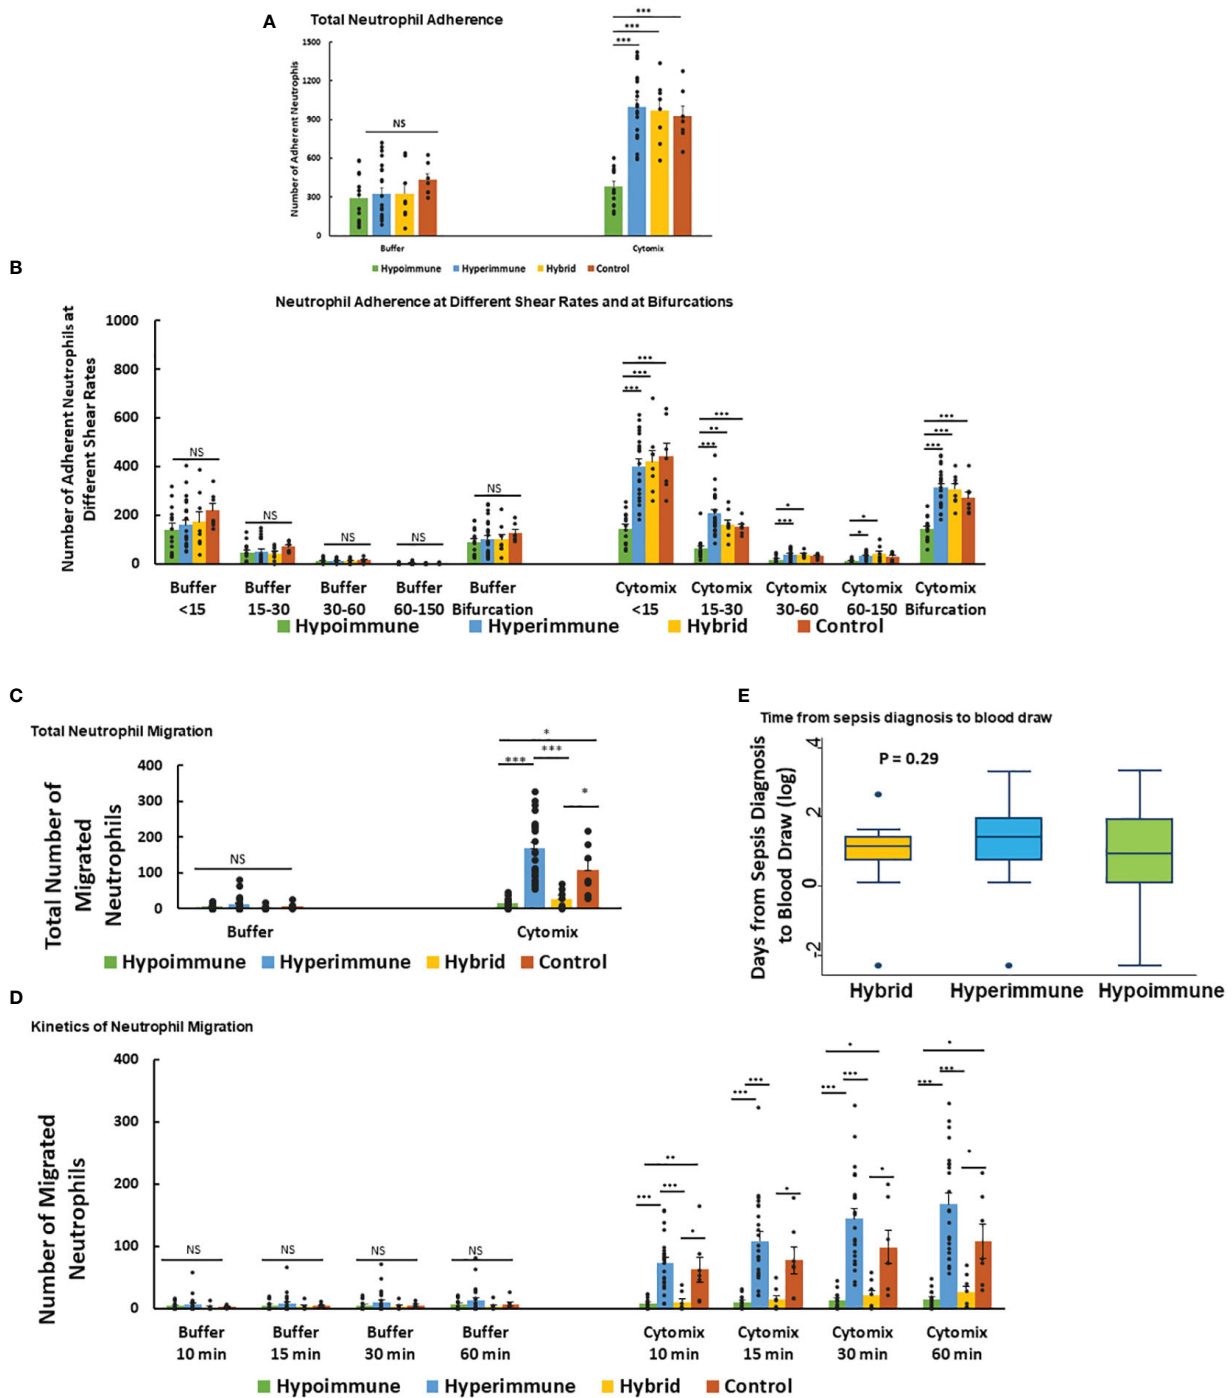 A
Total Neutrophil Adherence
Number of Adherent Neutrophils
1500
1200
900
600
300
0
NS
***
***
***
Buffer
Cytomix
Hypoimmune Hyperimmune Hybrid Control
B
Neutrophil Adherence at Different Shear Rates and at Bifurcations
Number of Adherent Neutrophils at
Different Shear Rates
1000
800
600
400
200
0
NS
NS
NS
NS
NS
***
***
***
***
**
***
*
***
*
*
***
***
***
Buffer Buffer Buffer Buffer Buffer Cytomix Cytomix Cytomix Cytomix Cytomix
<15 15-30 30-60 60-150 Bifurcation <15 15-30 30-60 60-150 Bifurcation
Hypoimmune Hyperimmune Hybrid Control
C
Total Neutrophil Migration
Total Number of
Migrated
Neutrophils
400
300
200
100
0
NS
*
***
***
*
Buffer
Cytomix
Hypoimmune Hyperimmune Hybrid Control
E
Time from sepsis diagnosis to blood draw
Days from Sepsis Diagnosis
to Blood Draw (log)
4
2
0
-2
P = 0.29
Hybrid Hyperimmune Hypoimmune
D
Kinetics of Neutrophil Migration
Number of Migrated
Neutrophils
400
300
200
100
0
NS
NS
NS
NS
**
***
***
*
***
***
*
*
***
***
*
*
***
***
*
Buffer Buffer Buffer Buffer Cytomix Cytomix Cytomix Cytomix
10 min 15 min 30 min 60 min 10 min 15 min 30 min 60 min
Hypoimmune Hyperimmune Hybrid Control